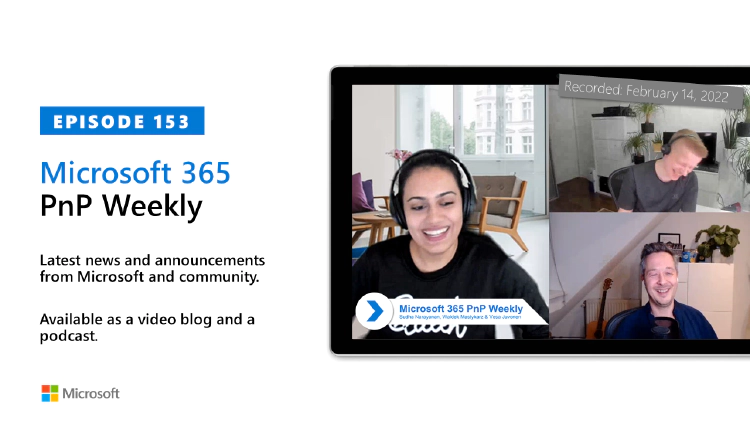 EPISODE 153
Microsoft 365
PnP Weekly
Latest news and announcements
from Microsoft and community.
Available as a video blog and a
podcast.
Microsoft
Recorded: February 14, 2022
Microsoft 365 PnP Weekly